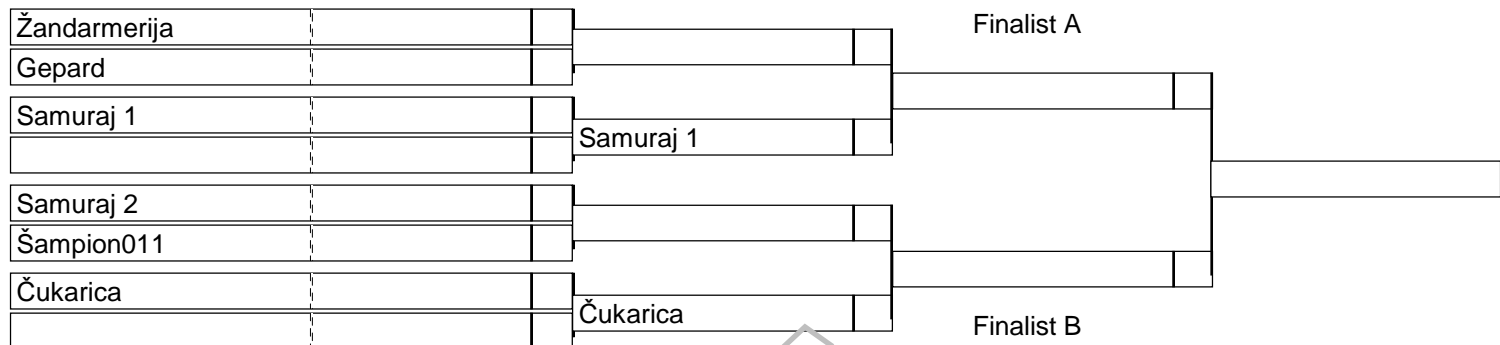 Žandarmerija
Finalist A
Gepard
Samuraj 1
Samuraj 1
Samuraj 2
Šampion011
Čukarica
Čukarica
Finalist B